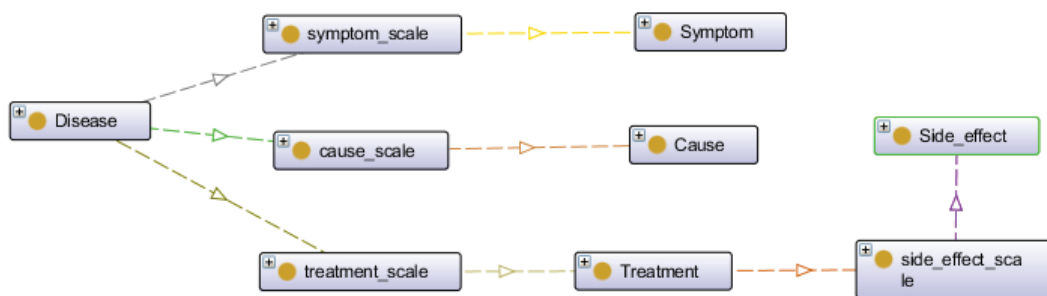 symptom_scale
Symptom
Disease
cause_scale
Cause
Side_effect
treatment_scale
Treatment
side_effect_sca
le